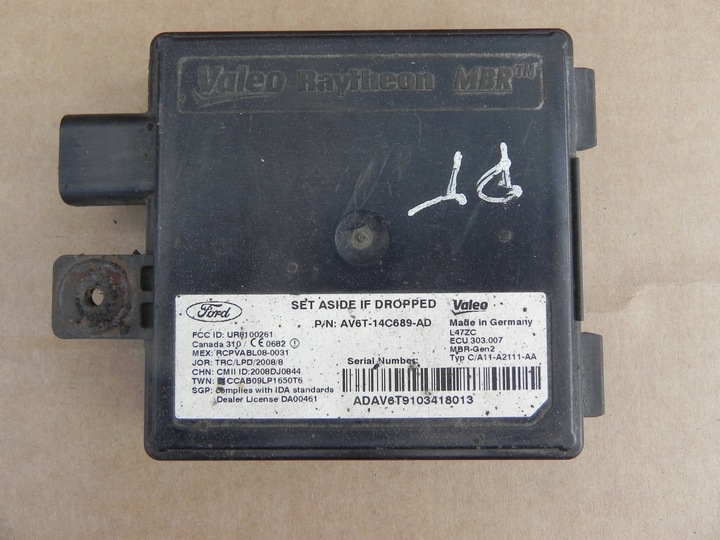 Valeo Raytheon MBR™
Ford
SET ASIDE IF DROPPED
Valeo
P/N: AV6T-14C689-AD
Made in Germany
L47ZC
ECU 303.007
MBR-Gen2
Typ C/A11-A2111-AA
FCC ID: UR8100261
Canada 310 CE 0682 !
MEX: RCPVABL08-0031
JOR: TRC/LPD/2008/8
CHN: CMII ID:2008DJ0844
TWN: CCAB09LP1650T6
SGP: complies with IDA standards
Dealer License DA00461
Serial Number:
ADAV6T9103418013